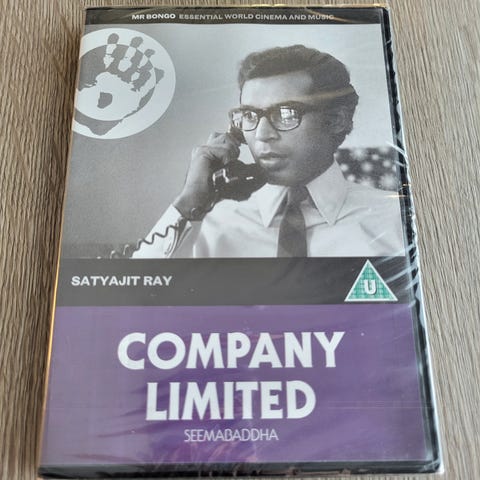 MR BONGO ESSENTIAL WORLD CINEMA AND MUSIC
SATYAJIT RAY
U
COMPANY
LIMITED
SEEMABADDHA